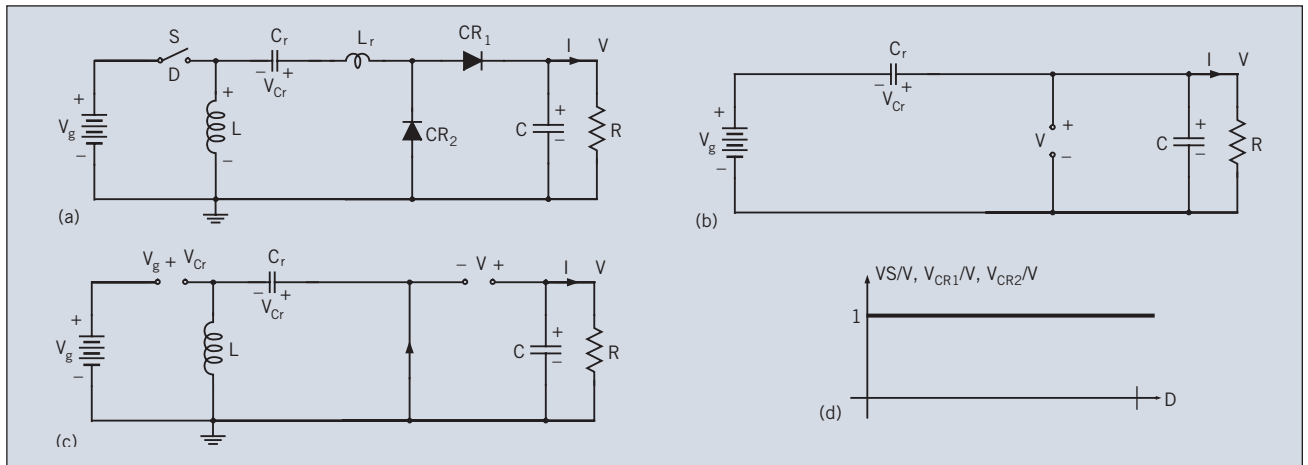 S
D
C_r
− +
V_Cr
L_r
CR_1
I
V
+
V_g
−
+
L
−
CR_2
C
+
−
R
(a)
C_r
− +
V_Cr
I
V
+
V_g
−
+
V
−
C
+
−
R
(b)
V_g + V_Cr
C_r
− +
V_Cr
− V +
I
V
+
V_g
−
L
C
+
−
R
(c)
VS/V, V_CR1/V, V_CR2/V
1
D
(d)